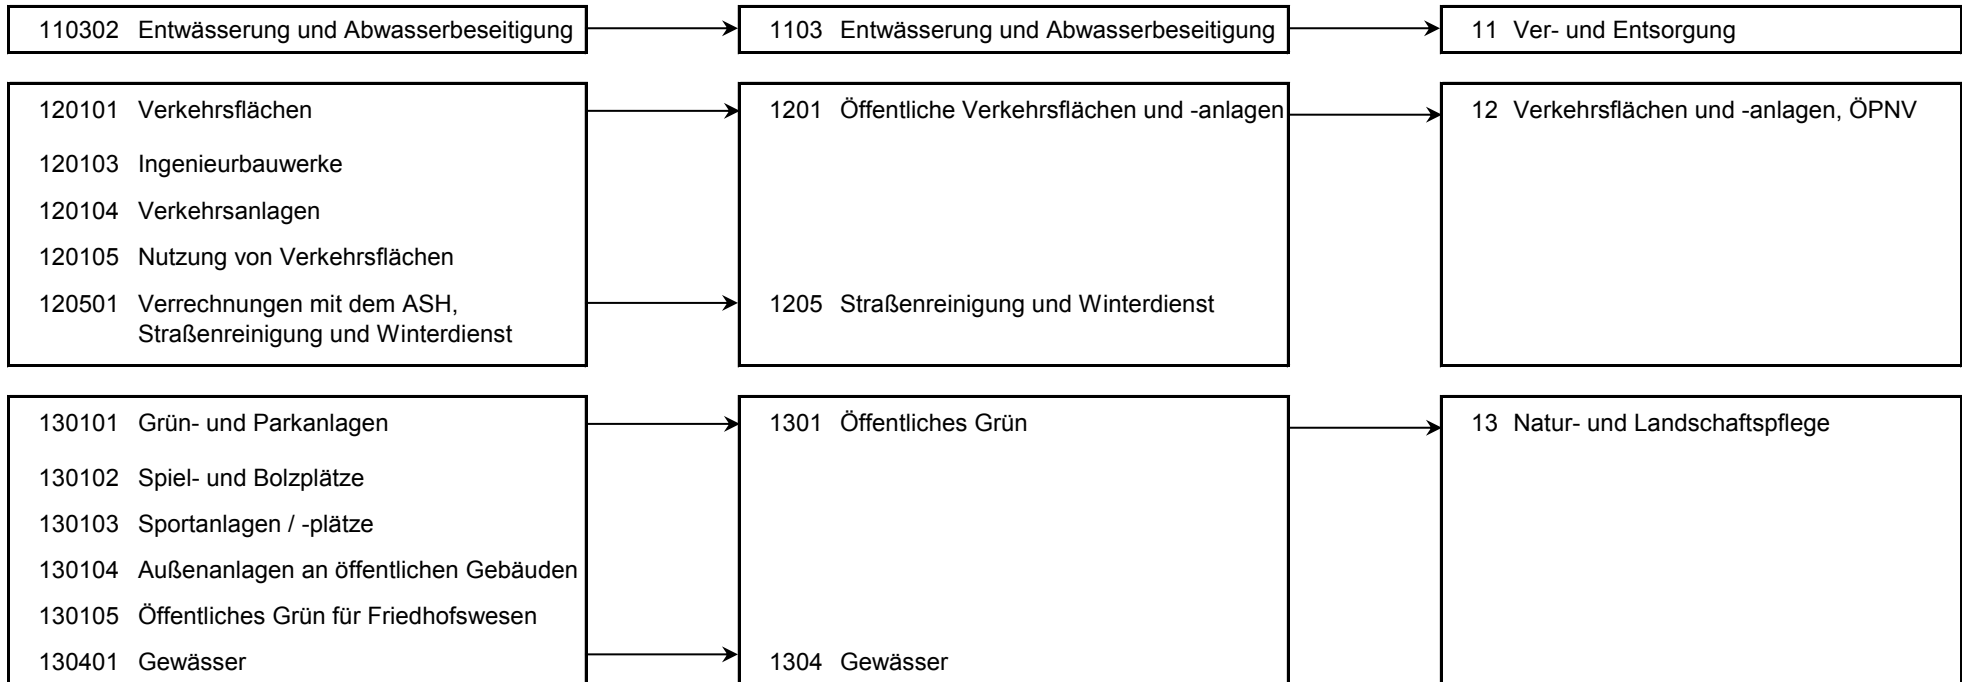 110302 Entwässerung und Abwasserbeseitigung 1103 Entwässerung und Abwasserbeseitigung 11 Ver- und Entsorgung
120101 Verkehrsflächen 1201 Öffentliche Verkehrsflächen und -anlagen 12 Verkehrsflächen und -anlagen, ÖPNV
120103 Ingenieurbauwerke
120104 Verkehrsanlagen
120105 Nutzung von Verkehrsflächen
120501 Verrechnungen mit dem ASH, 1205 Straßenreinigung und Winterdienst
Straßenreinigung und Winterdienst
130101 Grün- und Parkanlagen 1301 Öffentliches Grün 13 Natur- und Landschaftspflege
130102 Spiel- und Bolzplätze
130103 Sportanlagen / -plätze
130104 Außenanlagen an öffentlichen Gebäuden
130105 Öffentliches Grün für Friedhofswesen
130401 Gewässer 1304 Gewässer